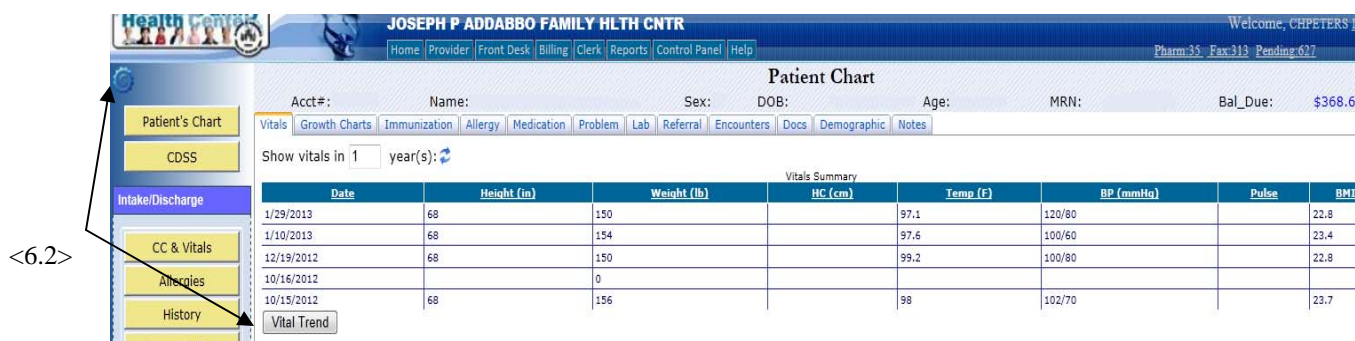 Health Center
JOSEPH P ADDABBO FAMILY HLTH CNTR
Welcome, CHPETERS
Home Provider Front Desk Billing Clerk Reports Control Panel Help
Pharm:35 Fax:313 Pending:627
Patient Chart
Acct#: Name: Sex: DOB: Age: MRN: Bal_Due: $368.6
Patient's Chart
Vitals Growth Charts Immunization Allergy Medication Problem Lab Referral Encounters Docs Demographic Notes
CDSS
Show vitals in 1 year(s):
Vitals Summary
Intake/Discharge
Date Height (in) Weight (lb) HC (cm) Temp (F) BP (mmHg) Pulse BMI
1/29/2013 68 150 97.1 120/80 22.8
1/10/2013 68 154 97.6 100/60 23.4
CC & Vitals
<6.2>
12/19/2012 68 150 99.2 100/80 22.8
Allergies
10/16/2012 0
10/15/2012 68 156 98 102/70 23.7
History
Vital Trend